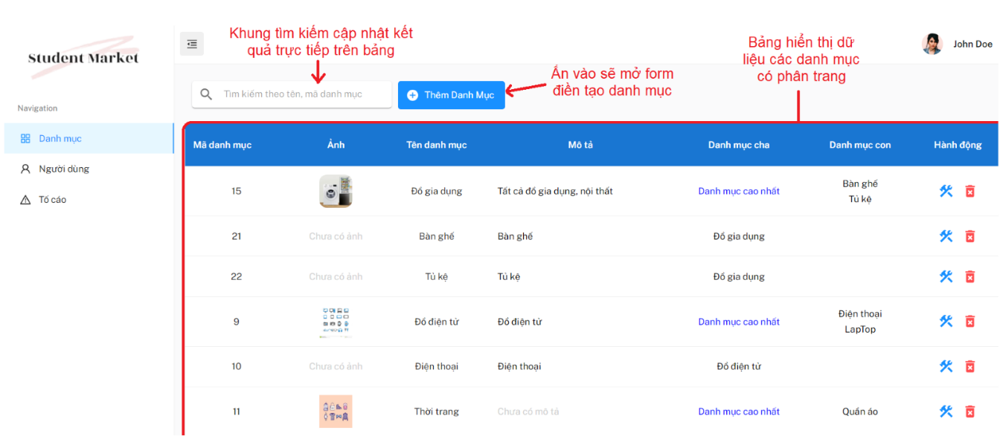 Student Market
Khung tìm kiếm cập nhật kết
quả trực tiếp trên bảng
Bảng hiển thị dữ
liệu các danh mục
có phân trang
John Doe
Tìm kiếm theo tên, mã danh mục
Thêm Danh Mục
Ấn vào sẽ mở form
điền tạo danh mục
Navigation
Danh mục
Người dùng
Tố cáo
Mã danh mục Ảnh Tên danh mục Mô tả Danh mục cha Danh mục con Hành động
15 Đồ gia dụng Tất cả đồ gia dụng, nội thất Danh mục cao nhất Bàn ghế
Tủ kệ
21 Chưa có ảnh Bàn ghế Bàn ghế Đồ gia dụng
22 Chưa có ảnh Tủ kệ Tủ kệ Đồ gia dụng
9 Đồ điện tử Đồ điện tử Danh mục cao nhất Điện thoại
LapTop
10 Chưa có ảnh Điện thoại Điện thoại Đồ điện tử
11 Thời trang Chưa có mô tả Danh mục cao nhất Quần áo